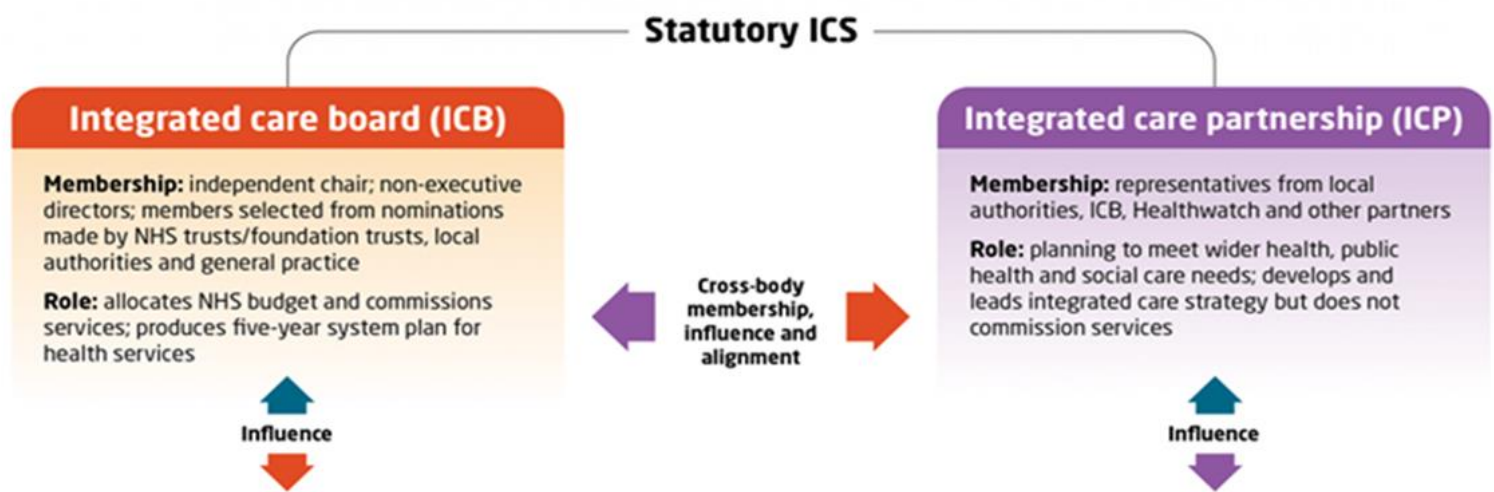 Statutory ICS
Integrated care board (ICB)
Membership: independent chair; non-executive
directors; members selected from nominations
made by NHS trusts/foundation trusts, local
authorities and general practice
Role: allocates NHS budget and commissions
services; produces five-year system plan for
health services
Influence
Cross-body
membership,
influence and
alignment
Integrated care partnership (ICP)
Membership: representatives from local
authorities, ICB, Healthwatch and other partners
Role: planning to meet wider health, public
health and social care needs; develops and
leads integrated care strategy but does not
commission services
Influence